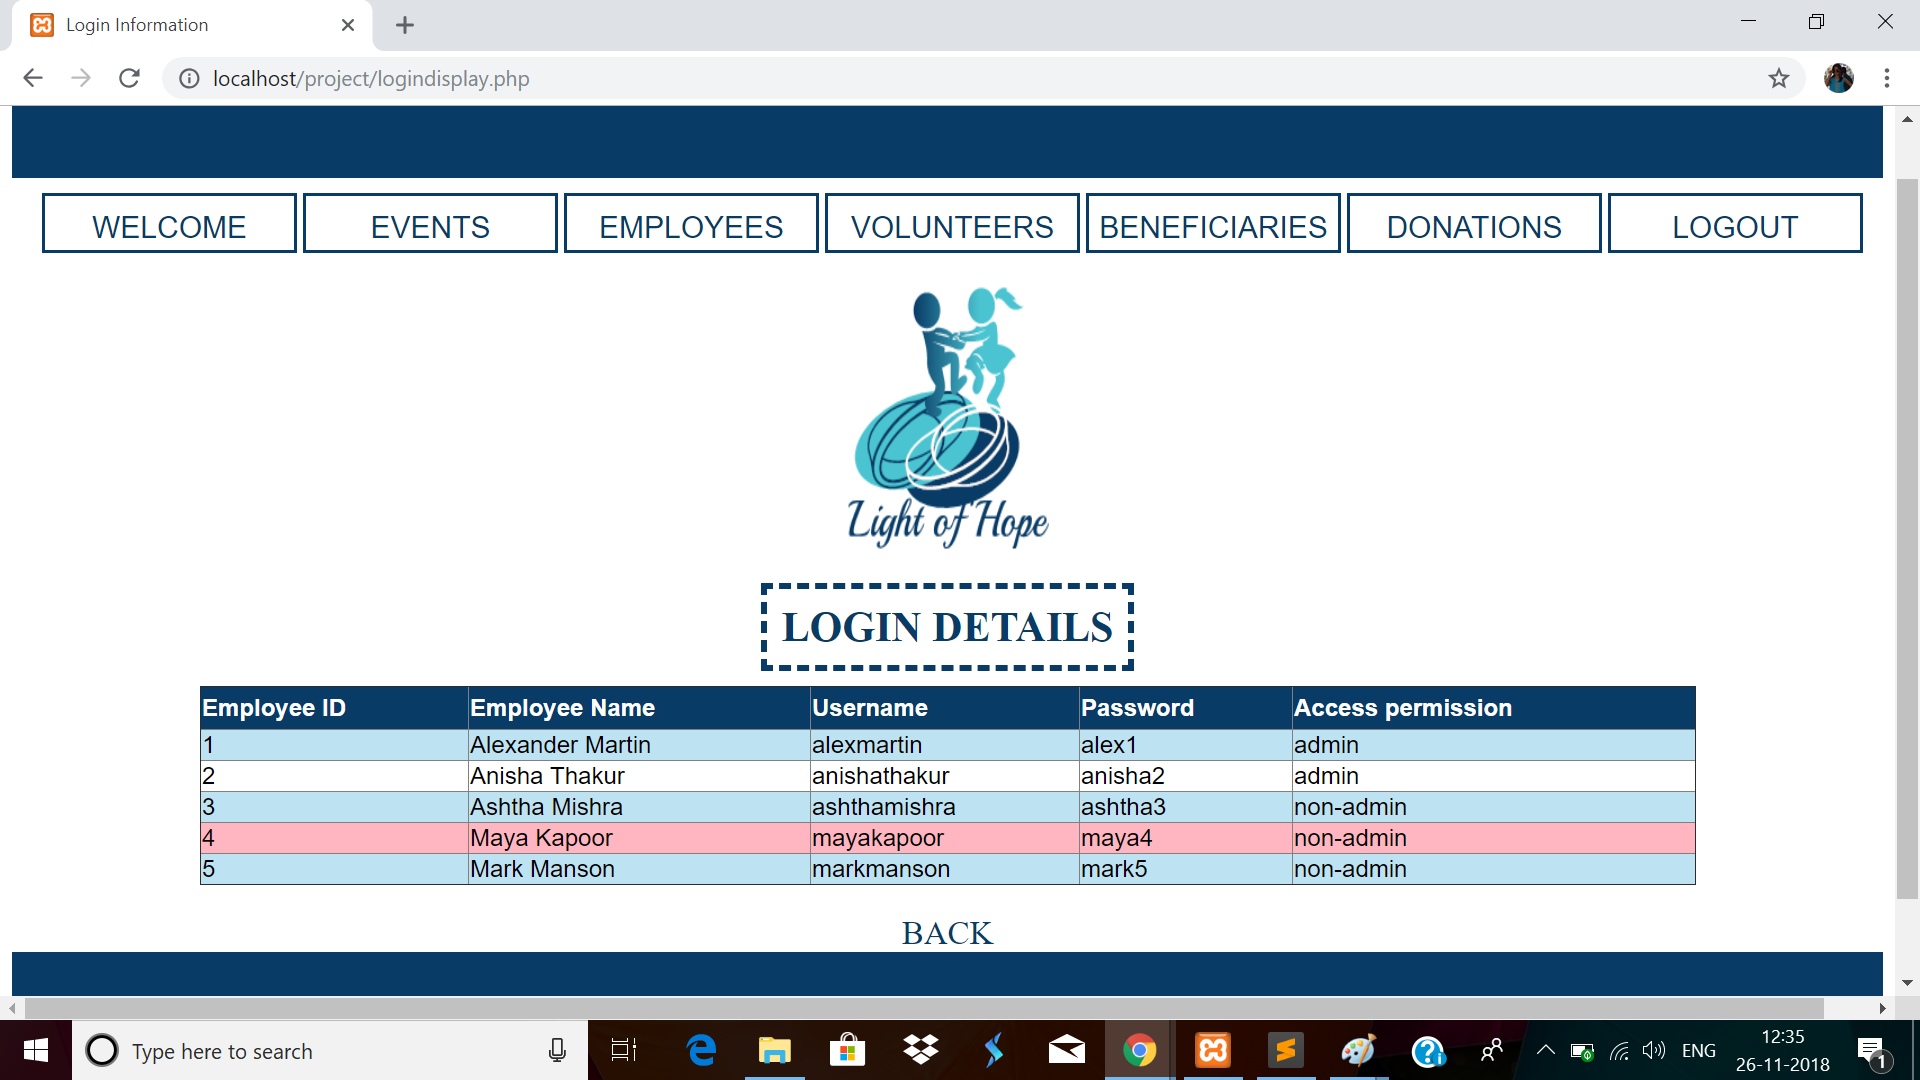 Login Information
localhost/project/logindisplay.php
WELCOME EVENTS EMPLOYEES VOLUNTEERS BENEFICIARIES DONATIONS LOGOUT
Light of Hope
LOGIN DETAILS
Employee ID Employee Name Username Password Access permission
1 Alexander Martin alexmartin alex1 admin
2 Anisha Thakur anishathakur anisha2 admin
3 Ashtha Mishra ashthamishra ashtha3 non-admin
4 Maya Kapoor mayakapoor maya4 non-admin
5 Mark Manson markmanson mark5 non-admin
BACK
Type here to search
ENG
12:35
26-11-2018
1